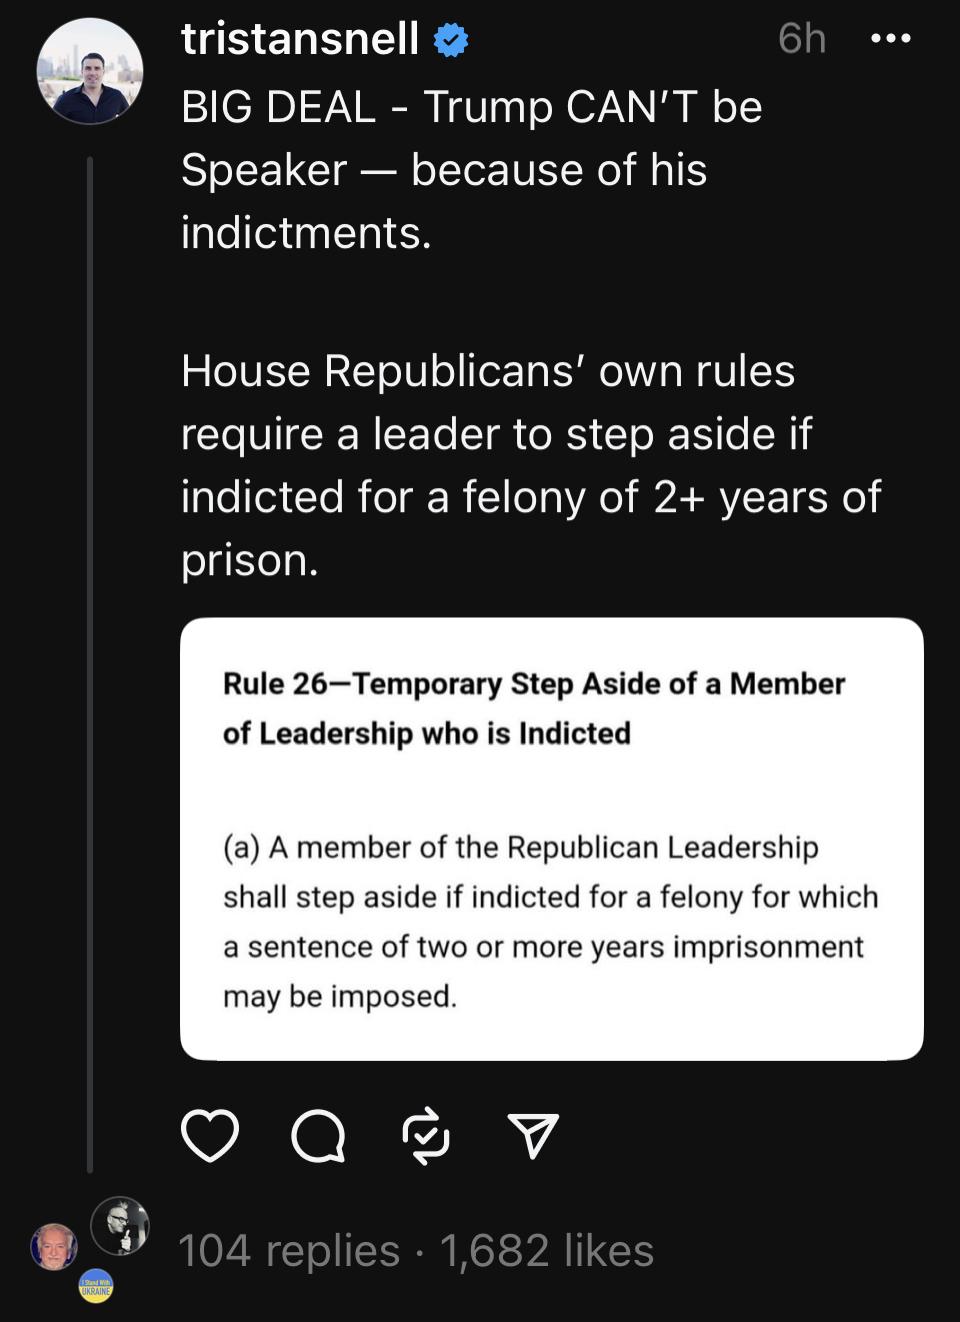 tristansnell
6h
BIG DEAL - Trump CAN’T be
Speaker — because of his
indictments.
House Republicans’ own rules
require a leader to step aside if
indicted for a felony of 2+ years of
prison.
Rule 26—Temporary Step Aside of a Member
of Leadership who is Indicted
(a) A member of the Republican Leadership
shall step aside if indicted for a felony for which
a sentence of two or more years imprisonment
may be imposed.
104 replies · 1,682 likes
I Stand With
UKRAINE